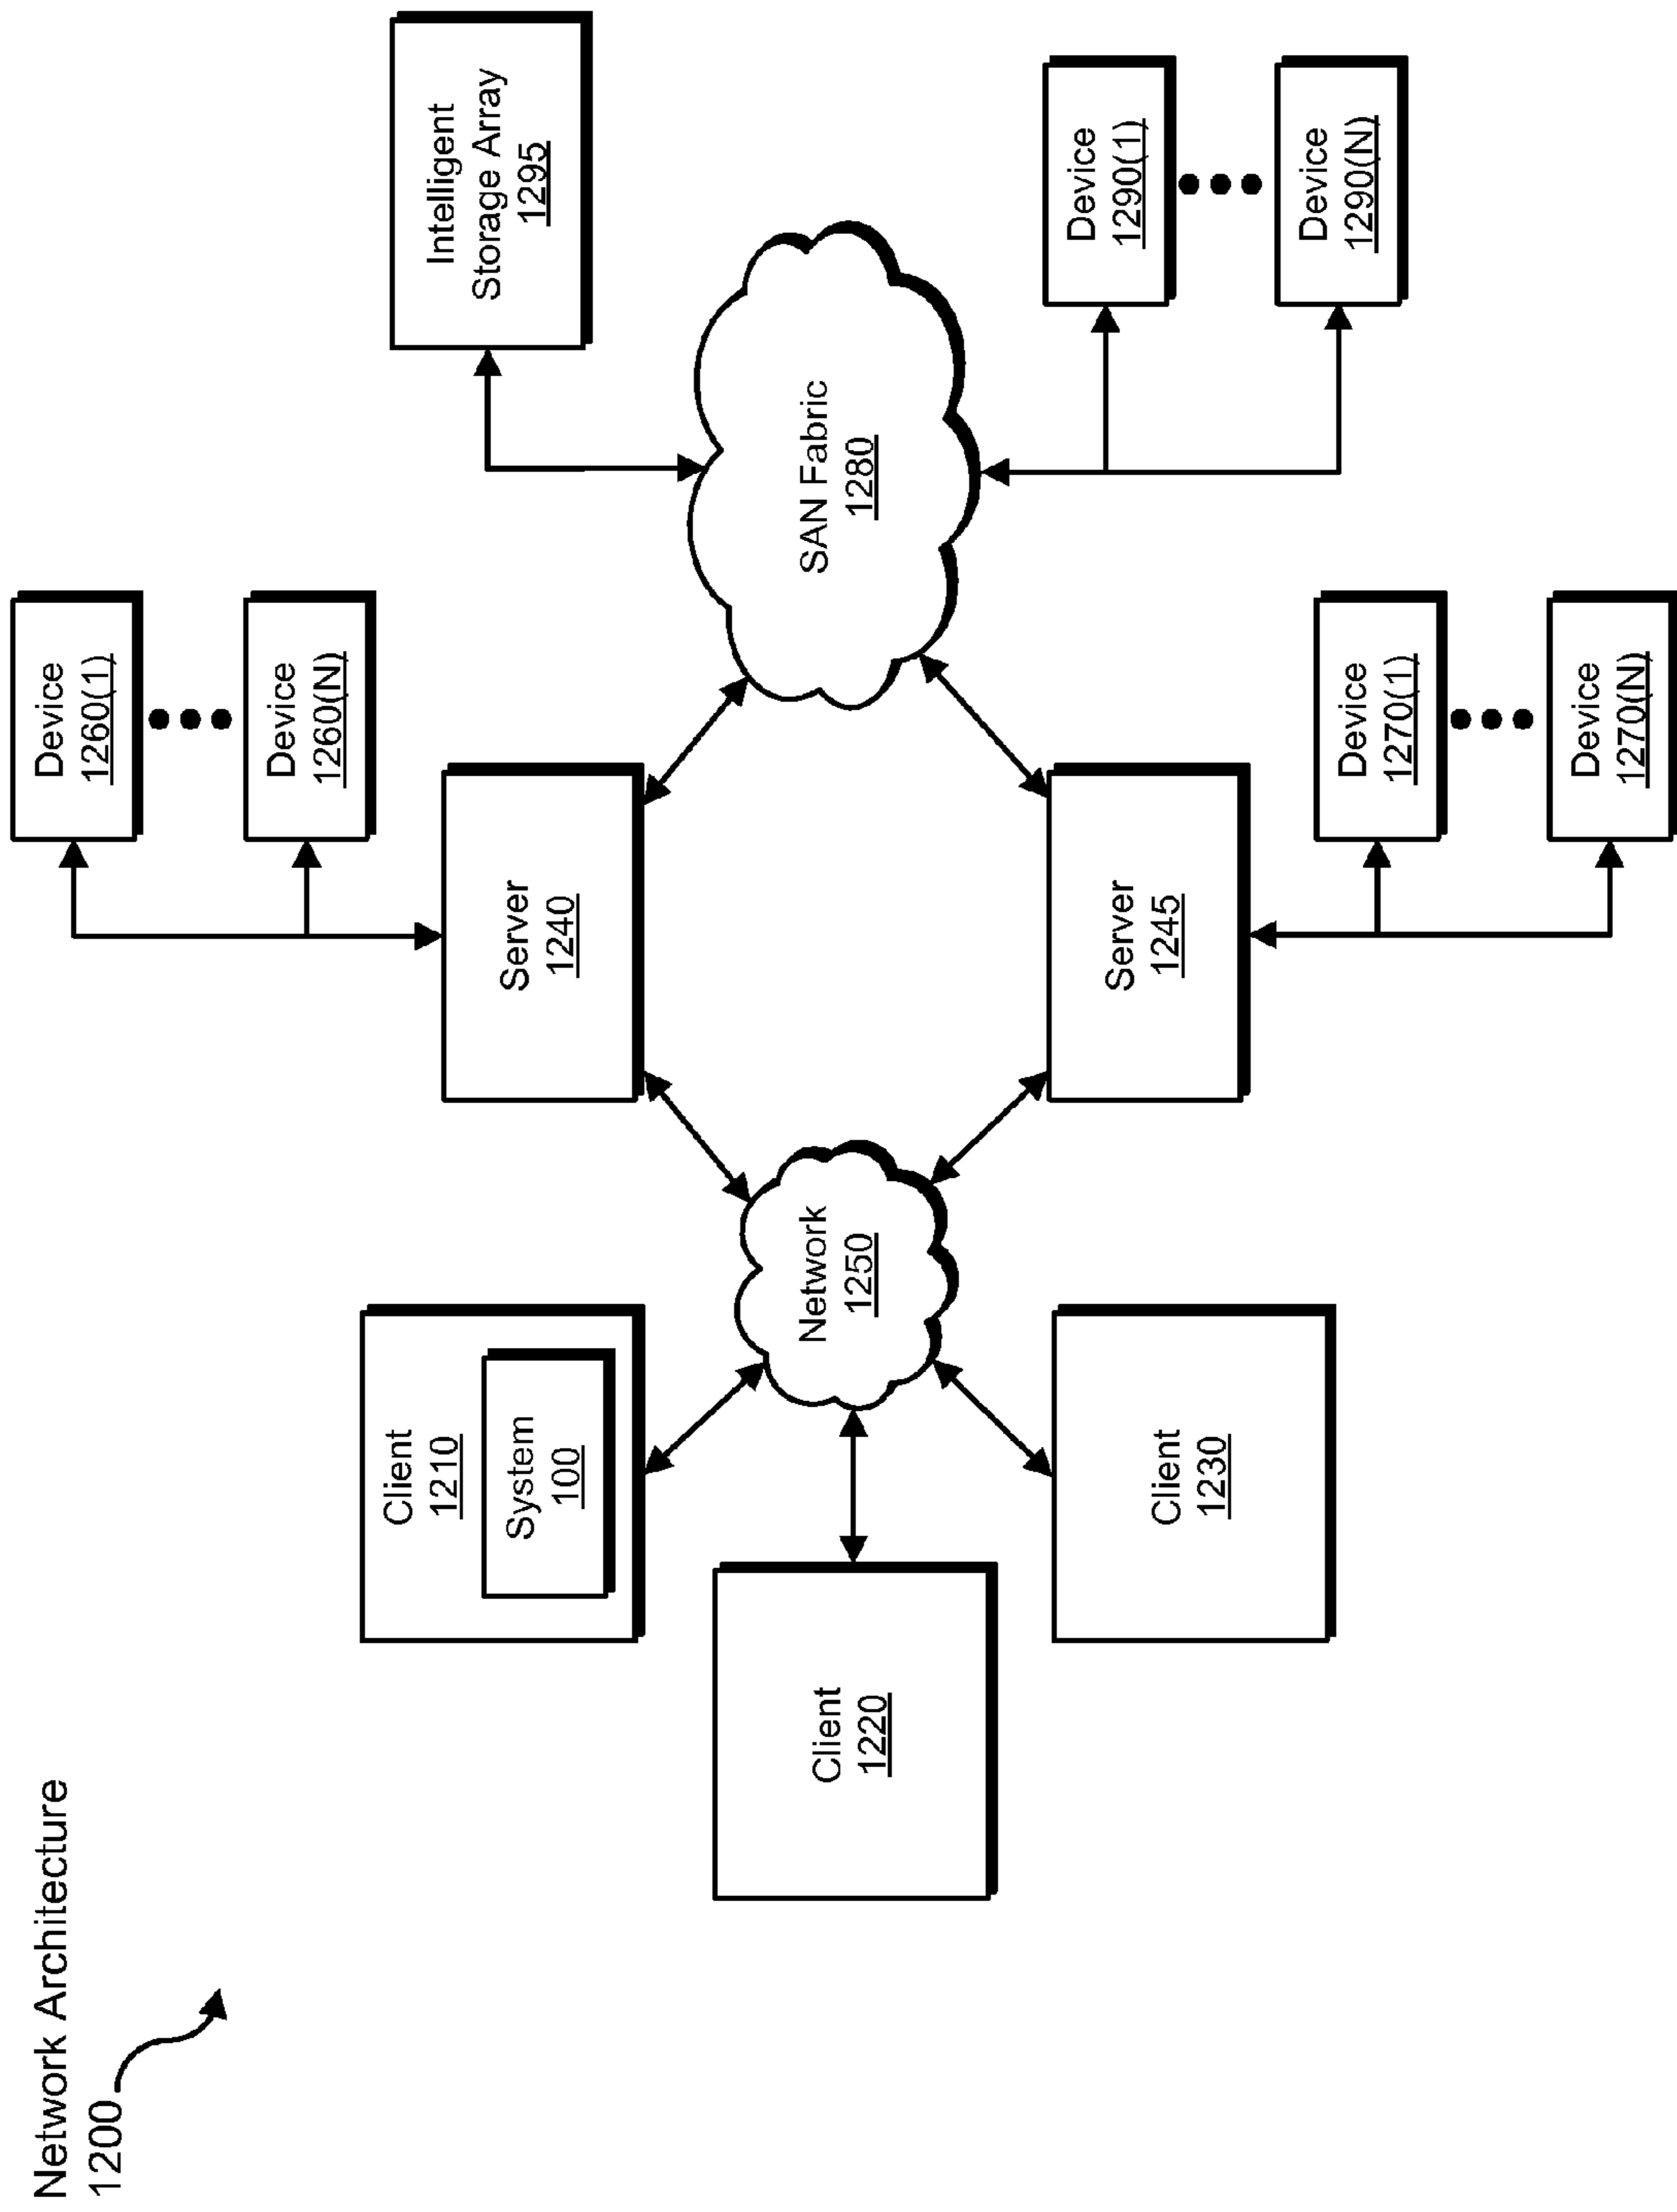 Network Architecture
1200
Device
1260(1)
Device
1260(N)
Intelligent
Storage Array
1295
Client
1210
System
100
Server
1240
Client
1220
Network
1250
SAN Fabric
1280
Device
1290(1)
Device
1290(N)
Client
1230
Server
1245
Device
1270(1)
Device
1270(N)